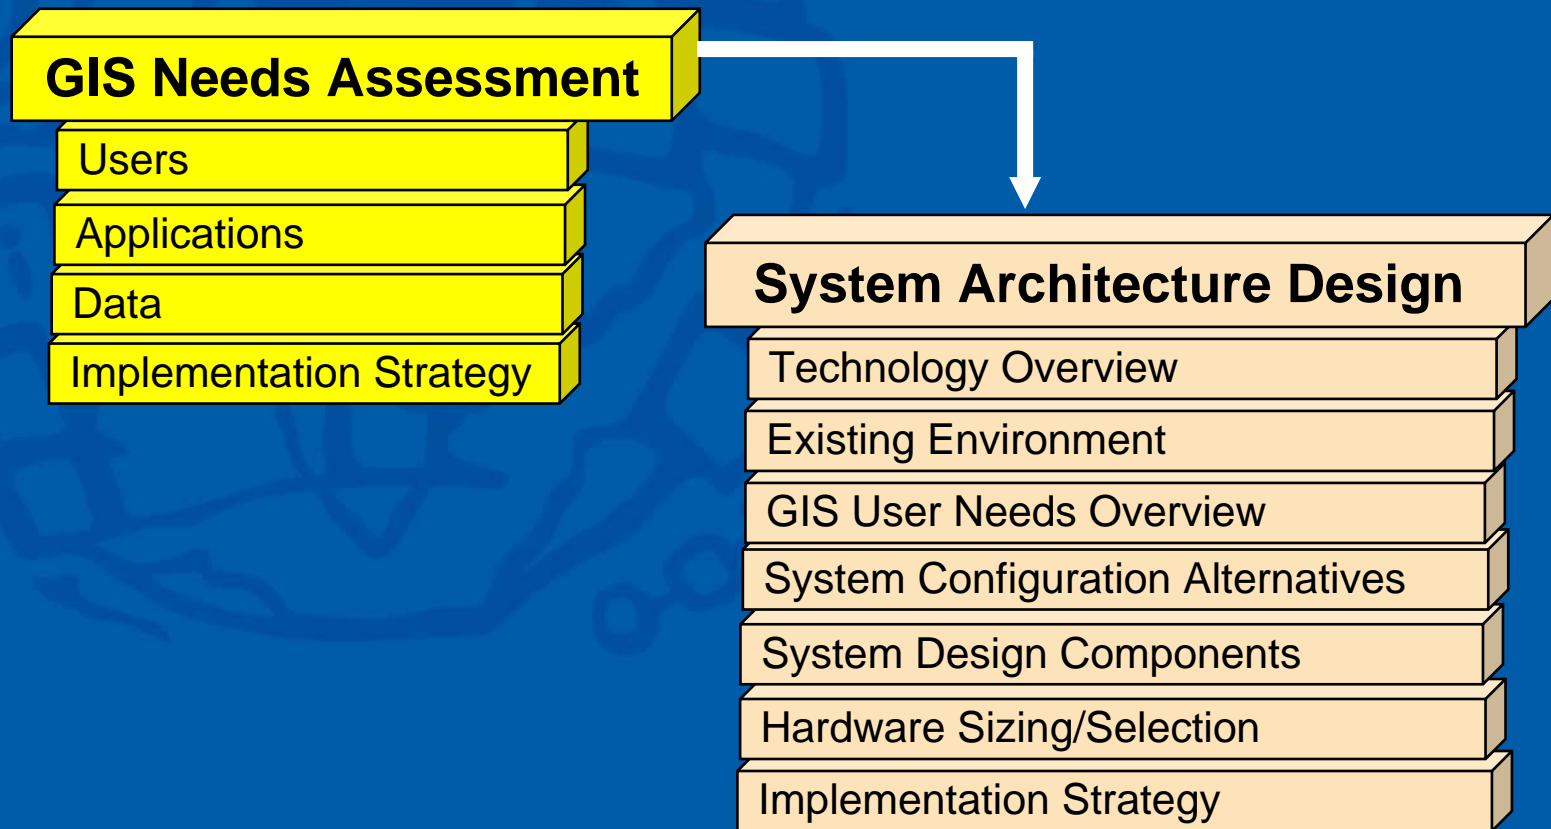 GIS Needs Assessment
Users
Applications
Data
Implementation Strategy
System Architecture Design
Technology Overview
Existing Environment
GIS User Needs Overview
System Configuration Alternatives
System Design Components
Hardware Sizing/Selection
Implementation Strategy